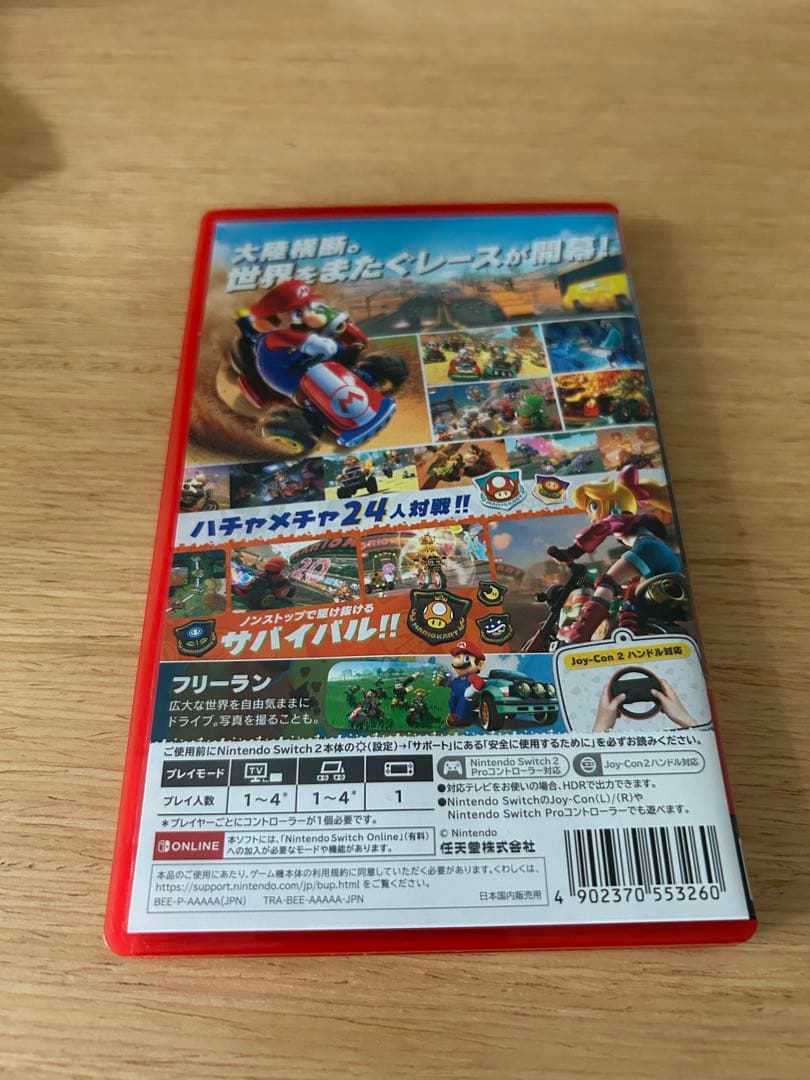 大陸横断。
世界をまたぐレースが開幕！
M
MARIO KART
ハチャメチャ24人対戦!!
MARIO KART
20
ノンストップで駆け抜ける
サバイバル!!
MARIO KART
Joy-Con 2 ハンドル対応
フリーラン
広大な世界を自由気ままに
ドライブ。写真を撮ることも。
ご使用前にNintendo Switch 2本体の(設定)→「サポート」にある「安全に使用するために」を必ずお読みください。
プレイモード TV
プレイ人数 1～4* 1～4* 1
*プレイヤーごとにコントローラーが1個必要です。
Nintendo Switch 2
Proコントローラー対応
Joy-Con 2ハンドル対応
●対応テレビをお使いの場合、HDRで出力できます。
●Nintendo SwitchのJoy-Con(L)/(R)や
Nintendo Switch Proコントローラーでも遊べます。
ONLINE
本ソフトには、「Nintendo Switch Online」(有料)
への加入が必要なモードや機能があります。
© Nintendo
任天堂株式会社
本品のご使用にあたり、ゲーム機本体の利用規約に同意していただく必要があります。くわしくは、
https://support.nintendo.com/jp/bup.html をご覧ください。
BEE-P-AAAAA(JPN) TRA-BEE-AAAAA-JPN
日本国内販売用
4 902370 553260